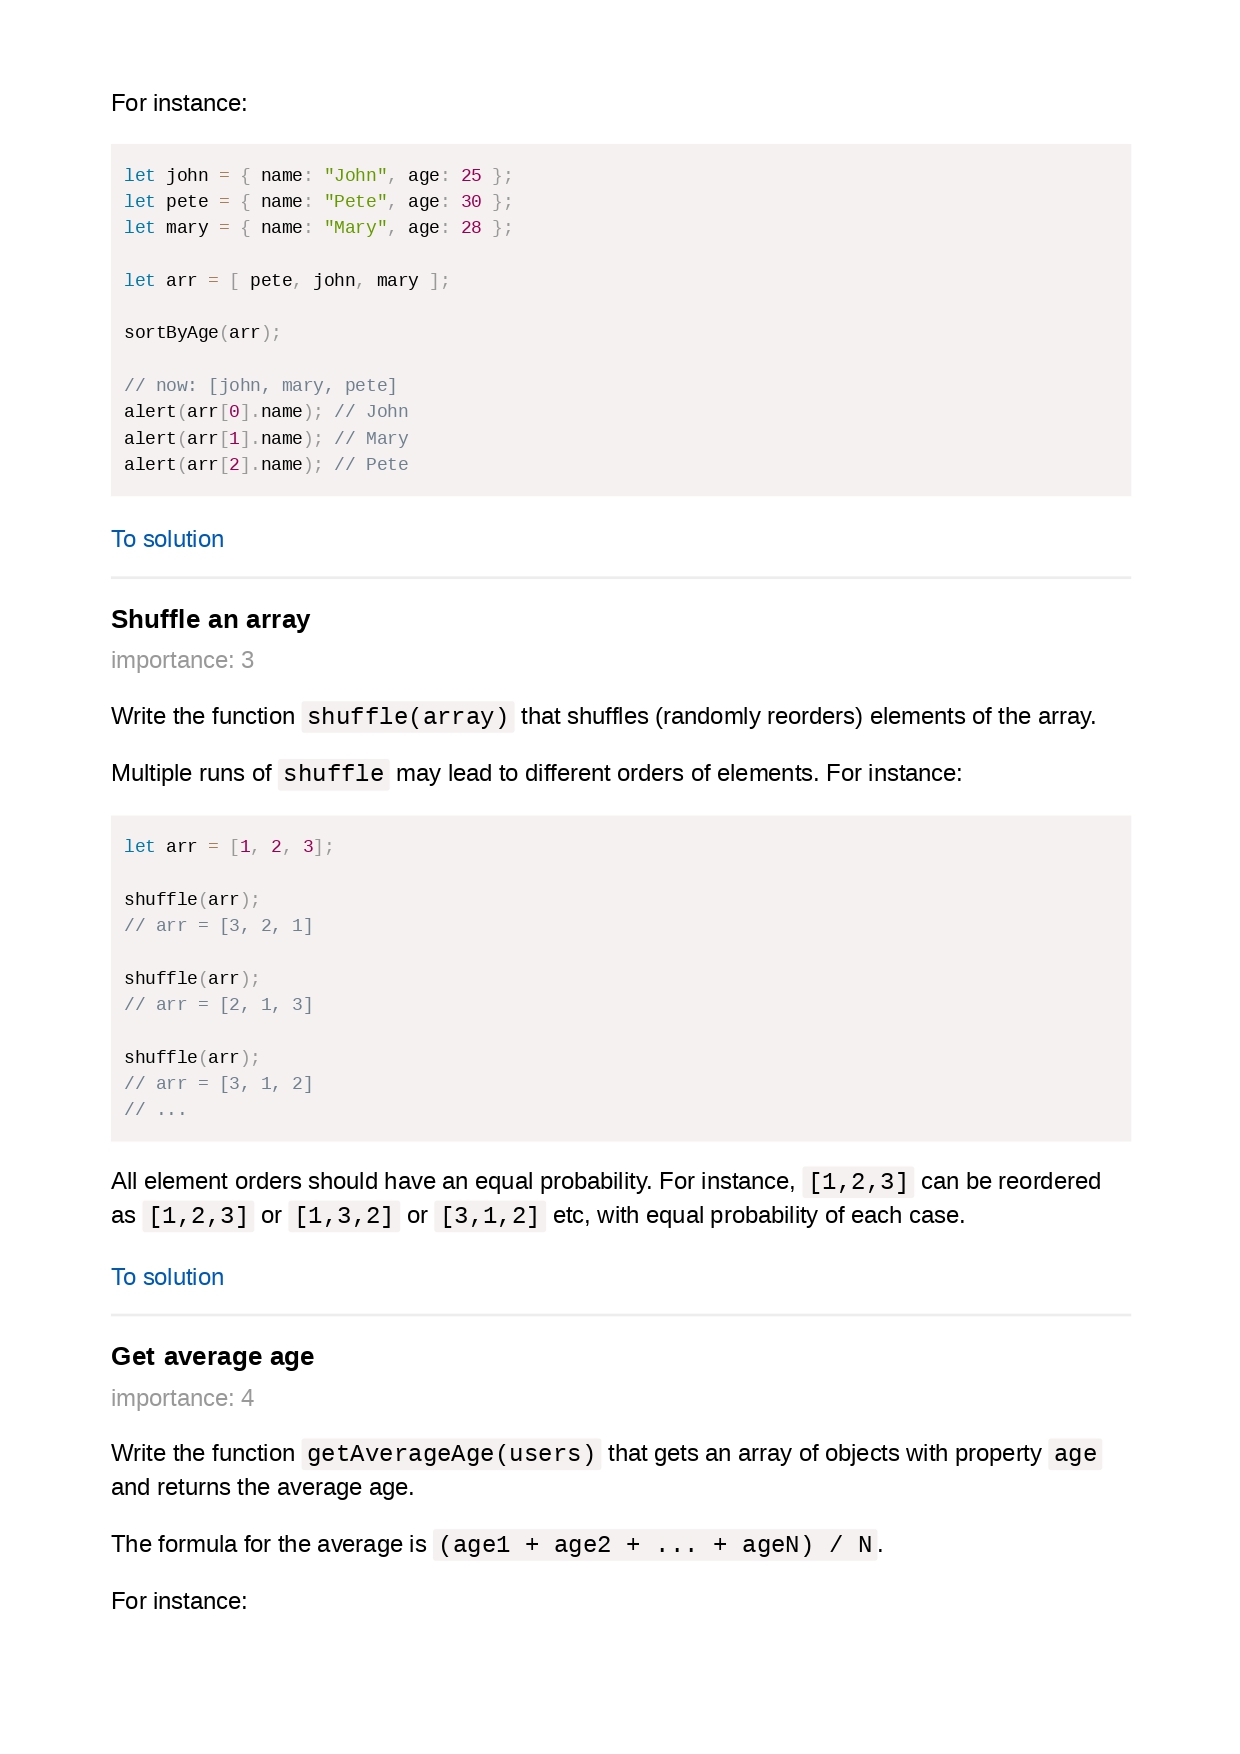 For instance:
let john = { name: "John", age: 25 };
let pete = { name: "Pete", age: 30 };
let mary = { name: "Mary", age: 28 };
let arr = [ pete, john, mary ];
sortByAge(arr);
// now: [john, mary, pete]
alert(arr[0].name); // John
alert(arr[1].name); // Mary
alert(arr[2].name); // Pete
To solution
Shuffle an array
importance: 3
Write the function shuffle(array) that shuffles (randomly reorders) elements of the array.
Multiple runs of shuffle may lead to different orders of elements. For instance:
let arr = [1, 2, 3];
shuffle(arr);
// arr = [3, 2, 1]
shuffle(arr);
// arr = [2, 1, 3]
shuffle(arr);
// arr = [3, 1, 2]
// ...
All element orders should have an equal probability. For instance, [1,2,3] can be reordered
as [1,2,3] or [1,3,2] or [3,1,2] etc, with equal probability of each case.
To solution
Get average age
importance: 4
Write the function getAverageAge(users) that gets an array of objects with property age
and returns the average age.
The formula for the average is (age1 + age2 + ... + ageN) / N.
For instance: